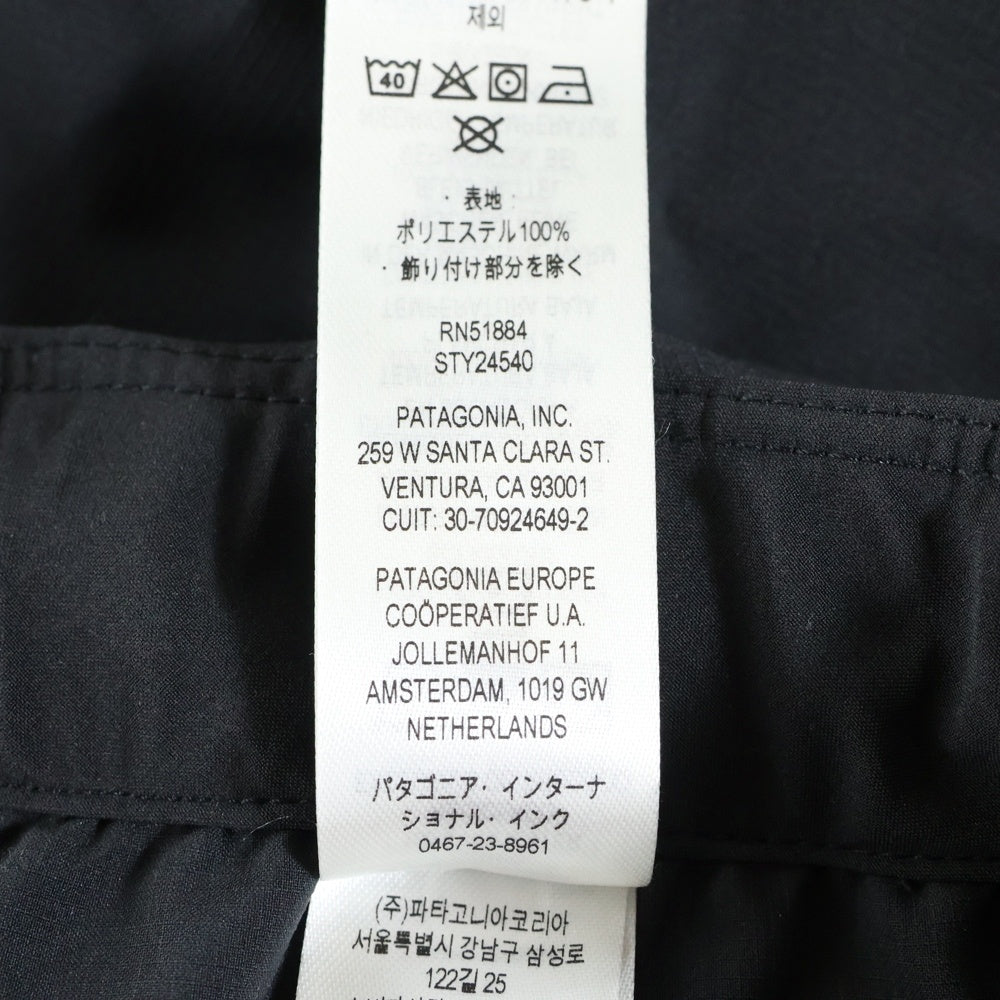 제외
40
・表地：
ポリエステル100%
・飾り付け部分を除く
RN51884
STY24540
PATAGONIA, INC.
259 W SANTA CLARA ST.
VENTURA, CA 93001
CUIT: 30-70924649-2
PATAGONIA EUROPE
COÖPERATIEF U.A.
JOLLEMANHOF 11
AMSTERDAM, 1019 GW
NETHERLANDS
パタゴニア・インターナ
ショナル・インク
0467-23-8961
(주)파타고니아코리아
서울특별시 강남구 삼성로
122길 25